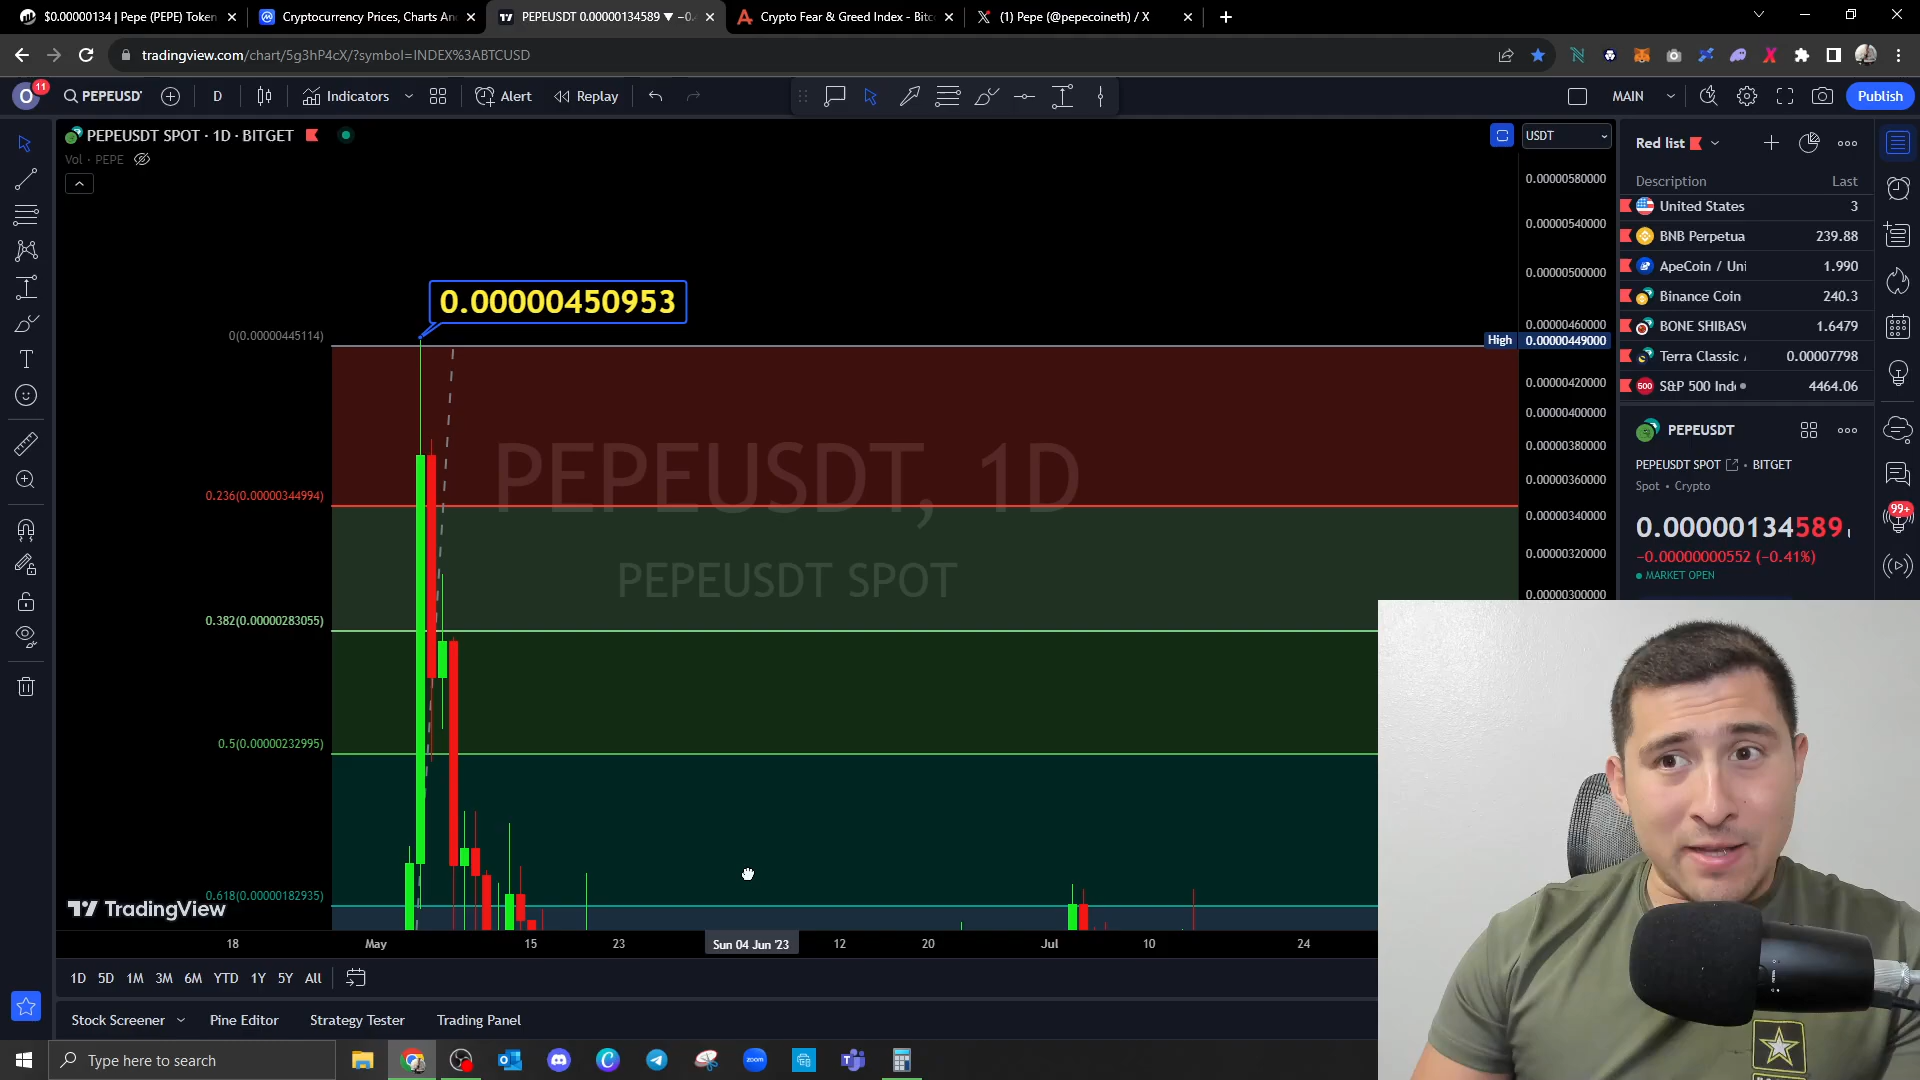 $0.00000134 | Pepe (PEPE) Token
Cryptocurrency Prices, Charts An
PEPEUSDT 0.00000134589 ▼ −0.
Crypto Fear & Greed Index - Bitc
(1) Pepe (@pepecoineth) / X
tradingview.com/chart/5g3hP4cX/?symbol=INDEX%3ABTCUSD
O
11
PEPEUSD
D
Indicators
Alert
Replay
MAIN
Publish
PEPEUSDT SPOT · 1D · BITGET
Vol · PEPE
USDT
Red list
Description
Last
United States
3
BNB Perpetua
239.88
ApeCoin / Uni
1.990
Binance Coin
240.3
BONE SHIBASW
1.6479
Terra Classic /
0.00007798
500
S&P 500 Inde
4464.06
0.00000580000
0.00000540000
0.00000500000
0.00000460000
High
0.00000449000
0.00000420000
0.00000400000
0.00000380000
0.00000360000
0.00000340000
0.00000320000
0.00000300000
0.00000450953
0(0.00000445114)
0.236(0.00000344994)
0.382(0.00000283055)
0.5(0.00000232995)
0.618(0.00000182935)
PEPEUSDT, 1D
PEPEUSDT SPOT
PEPEUSDT
PEPEUSDT SPOT • BITGET
Spot • Crypto
0.00000134589
−0.00000000552 (−0.41%)
MARKET OPEN
99+
TradingView
18
May
15
23
Sun 04 Jun '23
12
20
Jul
10
24
1D
5D
1M
3M
6M
YTD
1Y
5Y
All
Stock Screener
Pine Editor
Strategy Tester
Trading Panel
Type here to search
zoom